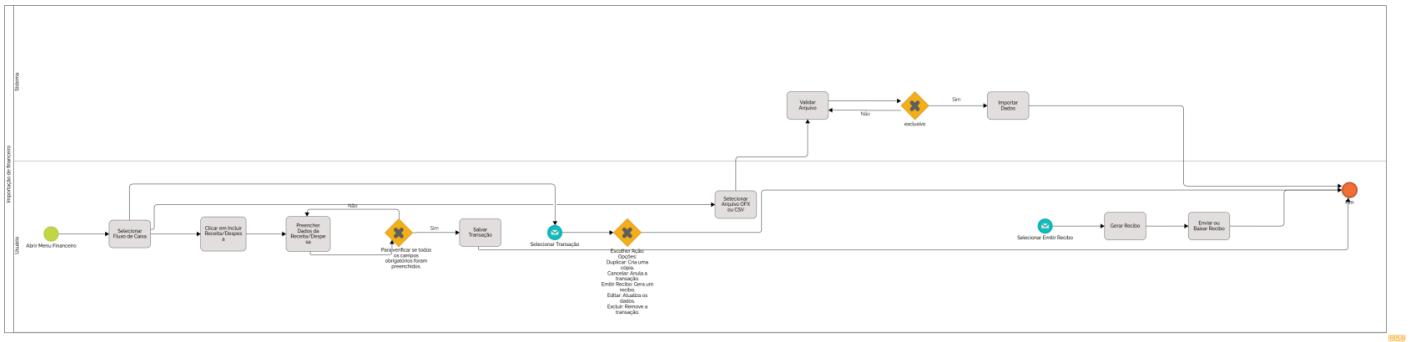 Importação de financeiro
Sistema
Usuário
Validar
Arquivo
Sim
Não
exclusive
Importar
Dados
Abrir Menu Financeiro
Selecionar
Fluxo de Caixa
Clicar em Incluir
Receita/Despes
a
Preencher
Dados da
Receita/Despe
sa
Não
Para verificar se todos
os campos
obrigatórios foram
preenchidos.
Sim
Salvar
Transação
Selecionar Transação
Escolher Ação:
Opções:
Duplicar: Cria uma
cópia.
Cancelar: Anula a
transação.
Emitir Recibo: Gera um
recibo.
Editar: Atualiza os
dados.
Excluir: Remove a
transação.
Selecionar
Arquivo OFX
ou CSV
Selecionar Emitir Recibo
Gerar Recibo
Enviar ou
Baixar Recibo